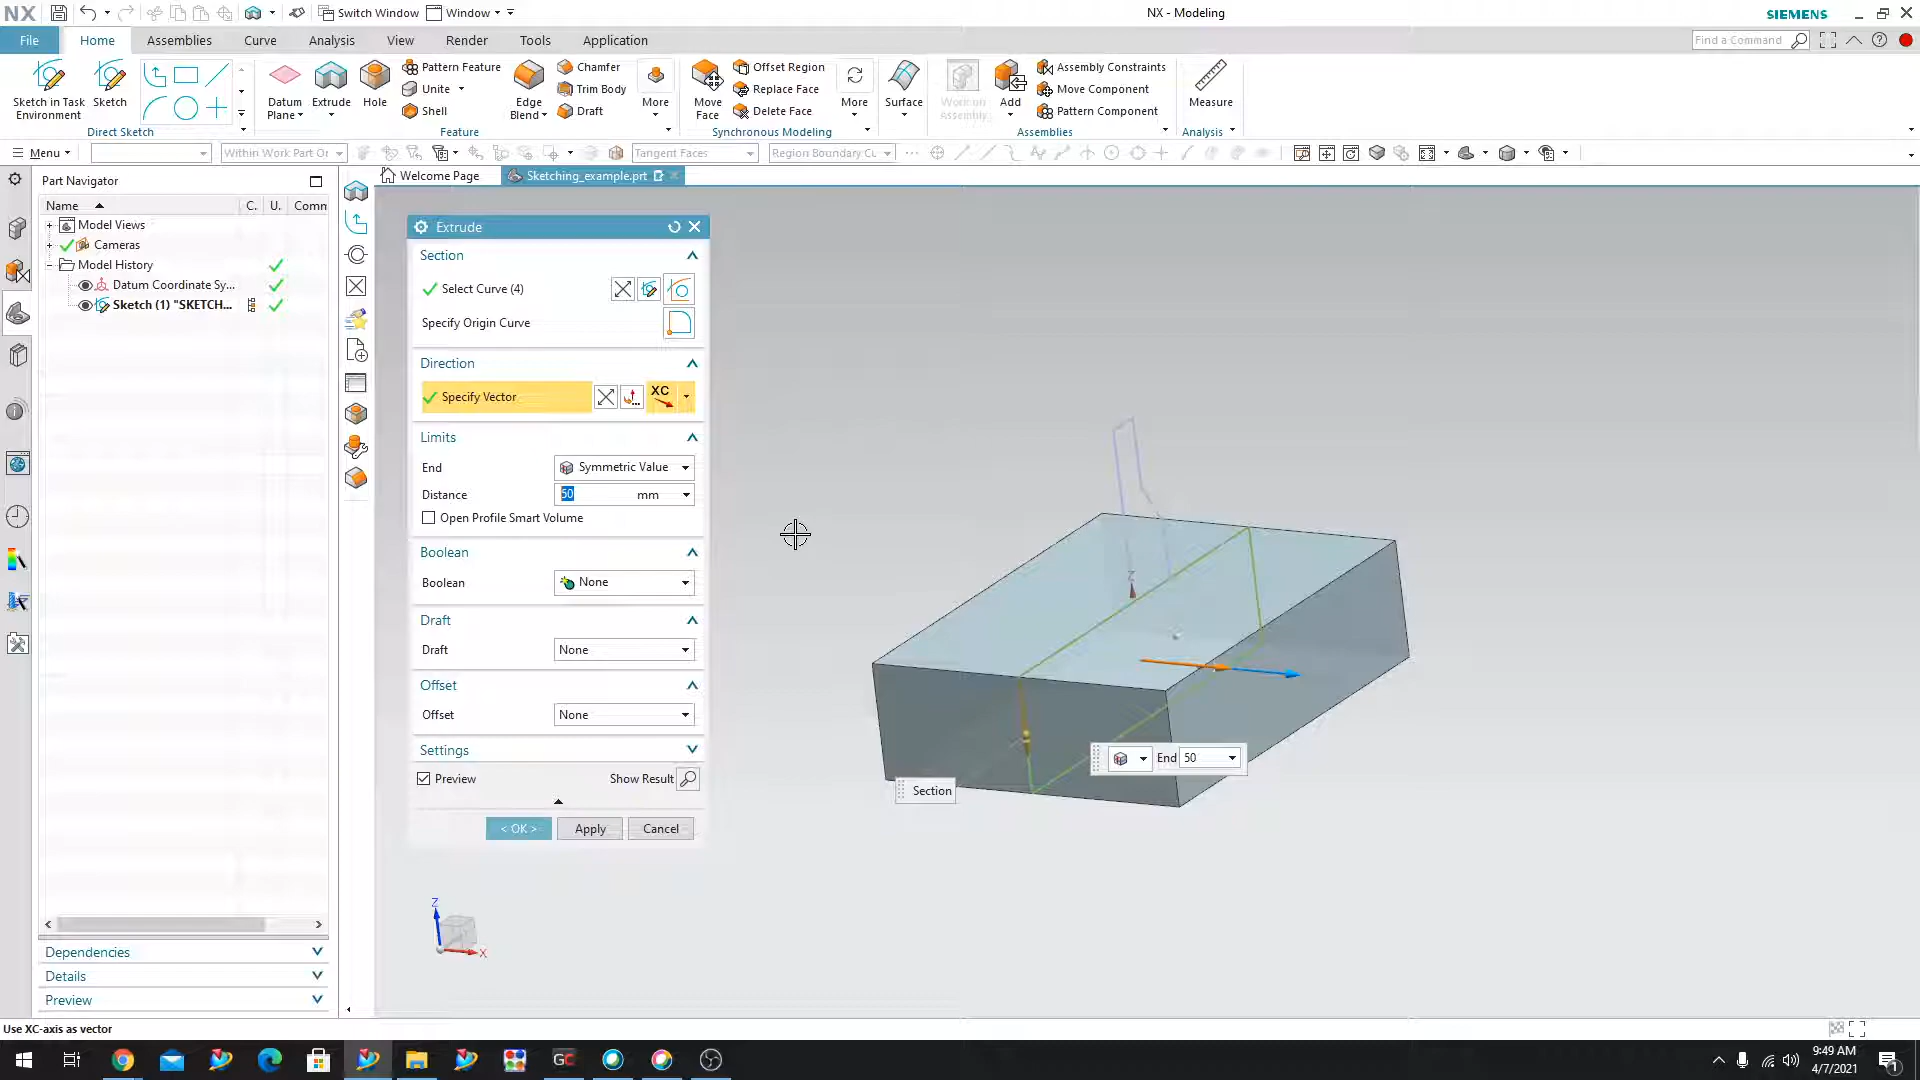 NX
Switch Window
Window
NX - Modeling
SIEMENS
File
Home
Assemblies
Curve
Analysis
View
Render
Tools
Application
Find a Command
Sketch in Task
Environment
Sketch
Direct Sketch
Datum
Plane
Extrude
Hole
Pattern Feature
Unite
Shell
Edge
Blend
Chamfer
Trim Body
Draft
More
Feature
Move
Face
Offset Region
Replace Face
Delete Face
More
Synchronous Modeling
Surface
Work on
Assembly
Add
Assembly Constraints
Move Component
Pattern Component
Assemblies
Measure
Analysis
Menu
Within Work Part On
Tangent Faces
Region Boundary Cu
Part Navigator
Name
C.
U.
Comm
Model Views
Cameras
Model History
Datum Coordinate Sy...
Sketch (1) "SKETCH...
Dependencies
Details
Preview
Welcome Page
Sketching_example.prt
Extrude
Section
Select Curve (4)
Specify Origin Curve
Direction
Specify Vector
XC
Limits
End
Symmetric Value
Distance
50
mm
Open Profile Smart Volume
Boolean
Boolean
None
Draft
Draft
None
Offset
Offset
None
Settings
Preview
Show Result
< OK >
Apply
Cancel
Z
End
50
Section
Z
X
Use XC-axis as vector
GC
9:49 AM
4/7/2021
1